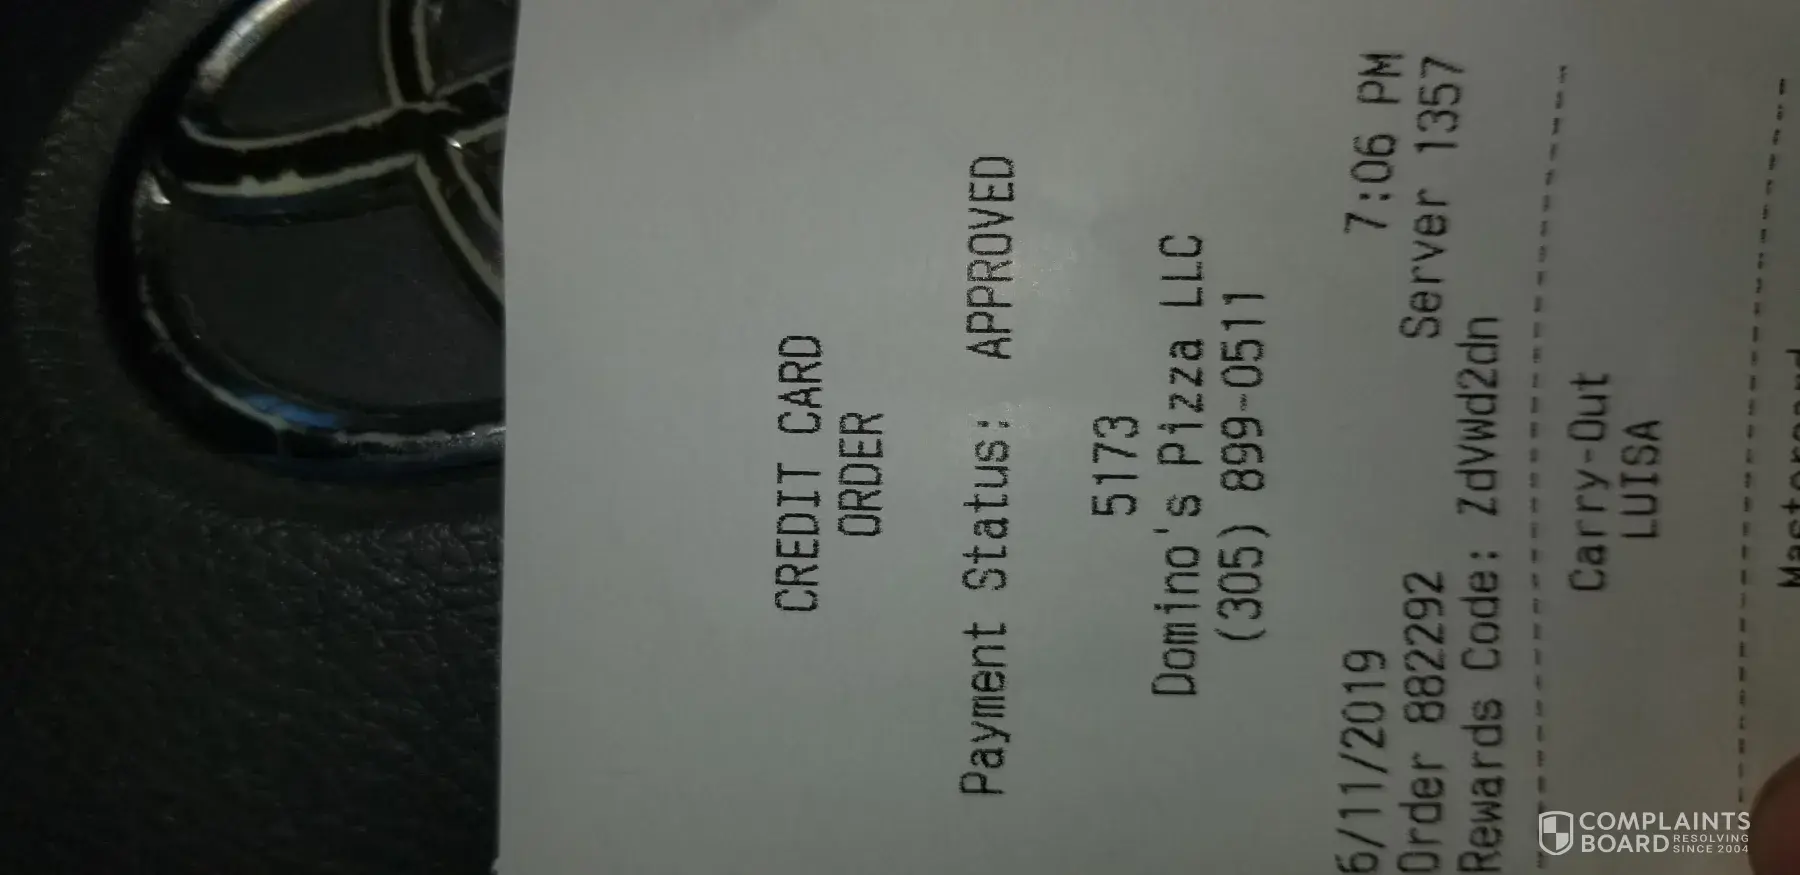 CREDIT CARD
ORDER
Payment Status: APPROVED
5173
Domino's Pizza LLC
(305) 899-0511
6/11/2019 7:06 PM
Order 882292 Server 1357
Rewards Code: ZdVWd2dn
Carry-Out
LUISA
COMPLAINTS
BOARD RESOLVING
SINCE 2004